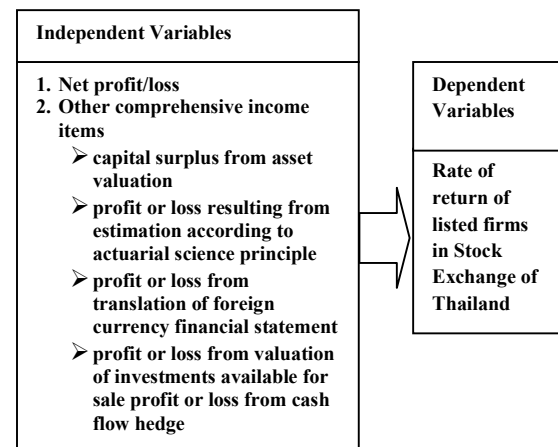 Independent Variables
1. Net profit/loss
2. Other comprehensive income
items
➢ capital surplus from asset
valuation
➢ profit or loss resulting from
estimation according to
actuarial science principle
➢ profit or loss from
translation of foreign
currency financial statement
➢ profit or loss from valuation
of investments available for
sale profit or loss from cash
flow hedge
Dependent
Variables
Rate of
return of
listed firms
in Stock
Exchange of
Thailand